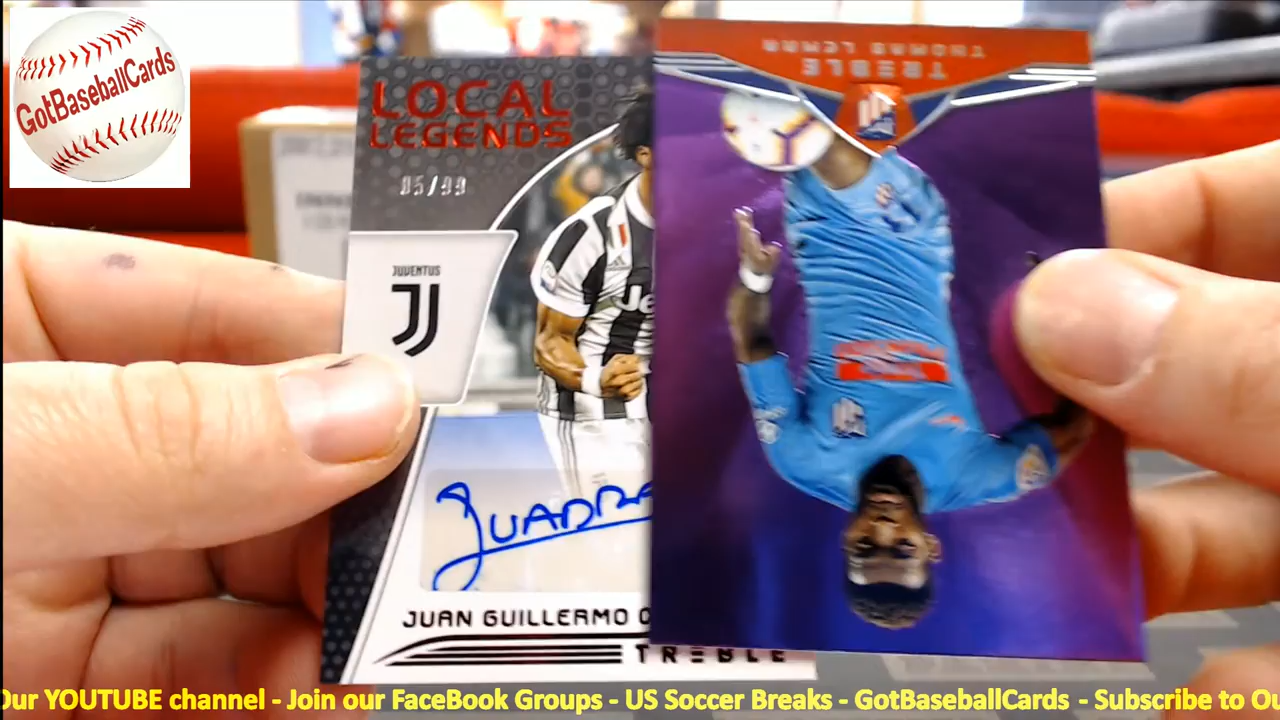 GotBaseballCards
LOCAL
LEGENDS
05/99
JUVENTUS
JUAN GUILLERMO
TREBLE
TREBLE
THOMAS LEMAR
Our YOUTUBE channel - Join our FaceBook Groups - US Soccer Breaks - GotBaseballCards - Subscribe to Ou